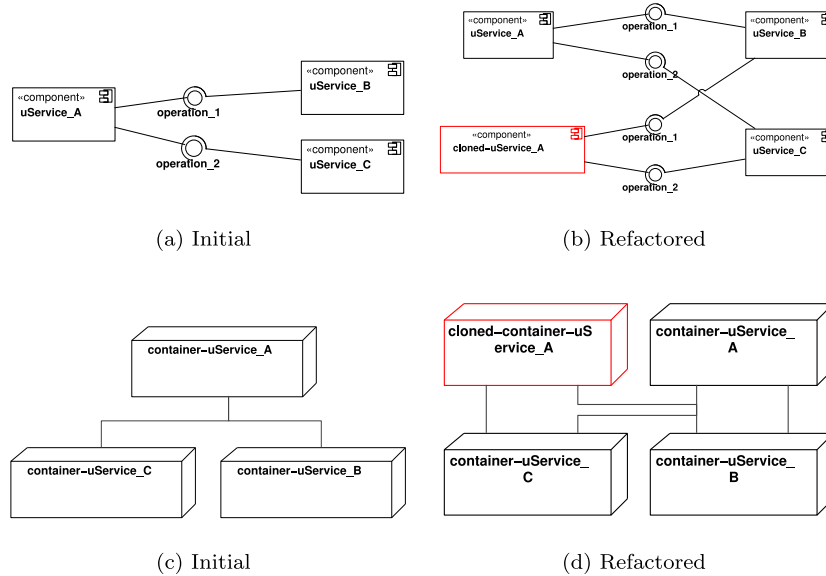 «component»
uService_A
operation_1
operation_2
«component»
uService_B
«component»
uService_C
(a) Initial
«component»
uService_A
operation_1
«component»
uService_B
operation_2
operation_1
«component»
cloned-uService_A
operation_2
«component»
uService_C
(b) Refactored
container-uService_A
container-uService_C
container-uService_B
(c) Initial
cloned-container-uS
ervice_A
container-uService_
A
container-uService_
C
container-uService_
B
(d) Refactored